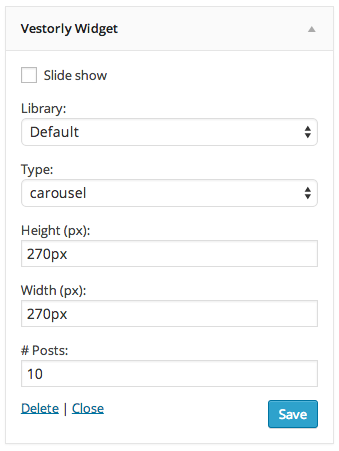 Vestorly Widget
Slide show
Library:
Default
Type:
carousel
Height (px):
270px
Width (px):
270px
# Posts:
10
Delete | Close
Save